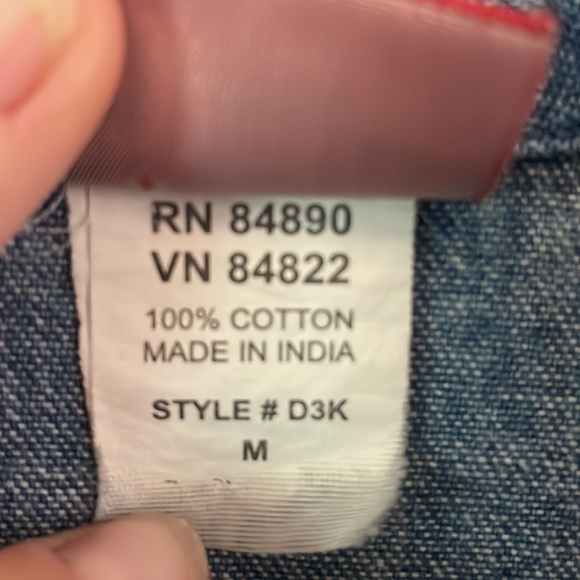 RN 84890
VN 84822
100% COTTON
MADE IN INDIA
STYLE # D3K
M